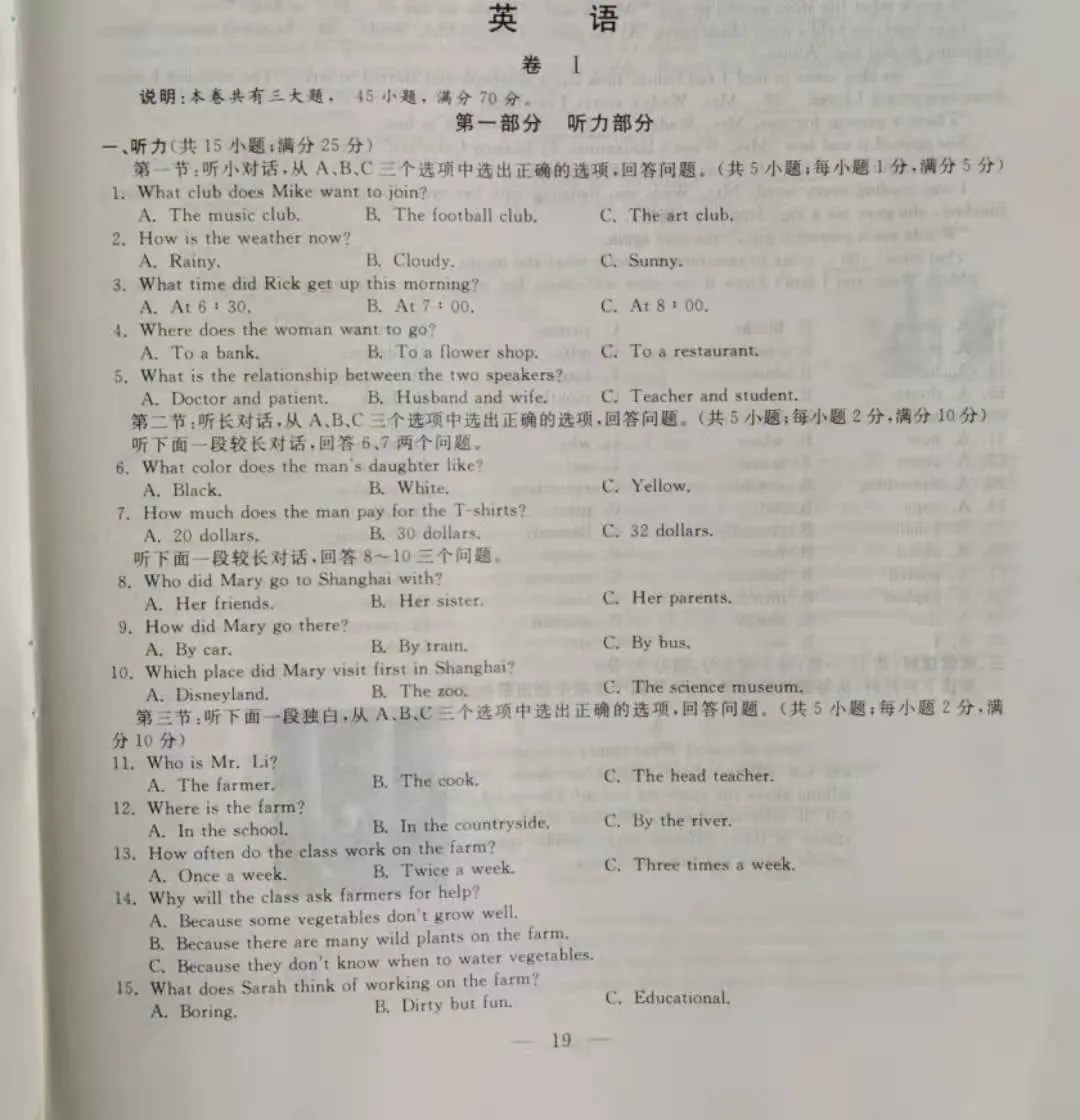 英 语
卷 Ⅰ
说明:本卷共有三大题, 45小题,满分70分。
第一部分 听力部分
一、听力(共15小题;满分25分)
第一节:听小对话,从A、B、C三个选项中选出正确的选项,回答问题。(共5小题;每小题1分,满分5分)
1. What club does Mike want to join?
A. The music club. B. The football club. C. The art club.
2. How is the weather now?
A. Rainy. B. Cloudy. C. Sunny.
3. What time did Rick get up this morning?
A. At 6:30. B. At 7:00. C. At 8:00.
4. Where does the woman want to go?
A. To a bank. B. To a flower shop. C. To a restaurant.
5. What is the relationship between the two speakers?
A. Doctor and patient. B. Husband and wife. C. Teacher and student.
第二节:听长对话,从A、B、C三个选项中选出正确的选项,回答问题。(共5小题;每小题2分,满分10分)
听下面一段较长对话,回答6、7两个问题。
6. What color does the man's daughter like?
A. Black. B. White. C. Yellow.
7. How much does the man pay for the T-shirts?
A. 20 dollars. B. 30 dollars. C. 32 dollars.
听下面一段较长对话,回答8~10三个问题。
8. Who did Mary go to Shanghai with?
A. Her friends. B. Her sister. C. Her parents.
9. How did Mary go there?
A. By car. B. By train. C. By bus.
10. Which place did Mary visit first in Shanghai?
A. Disneyland. B. The zoo. C. The science museum.
第三节:听下面一段独白,从A、B、C三个选项中选出正确的选项,回答问题。(共5小题;每小题2分,满
分10分)
11. Who is Mr. Li?
A. The farmer. B. The cook. C. The head teacher.
12. Where is the farm?
A. In the school. B. In the countryside. C. By the river.
13. How often do the class work on the farm?
A. Once a week. B. Twice a week. C. Three times a week.
14. Why will the class ask farmers for help?
A. Because some vegetables don't grow well.
B. Because there are many wild plants on the farm.
C. Because they don't know when to water vegetables.
15. What does Sarah think of working on the farm?
A. Boring. B. Dirty but fun. C. Educational.
— 19 —